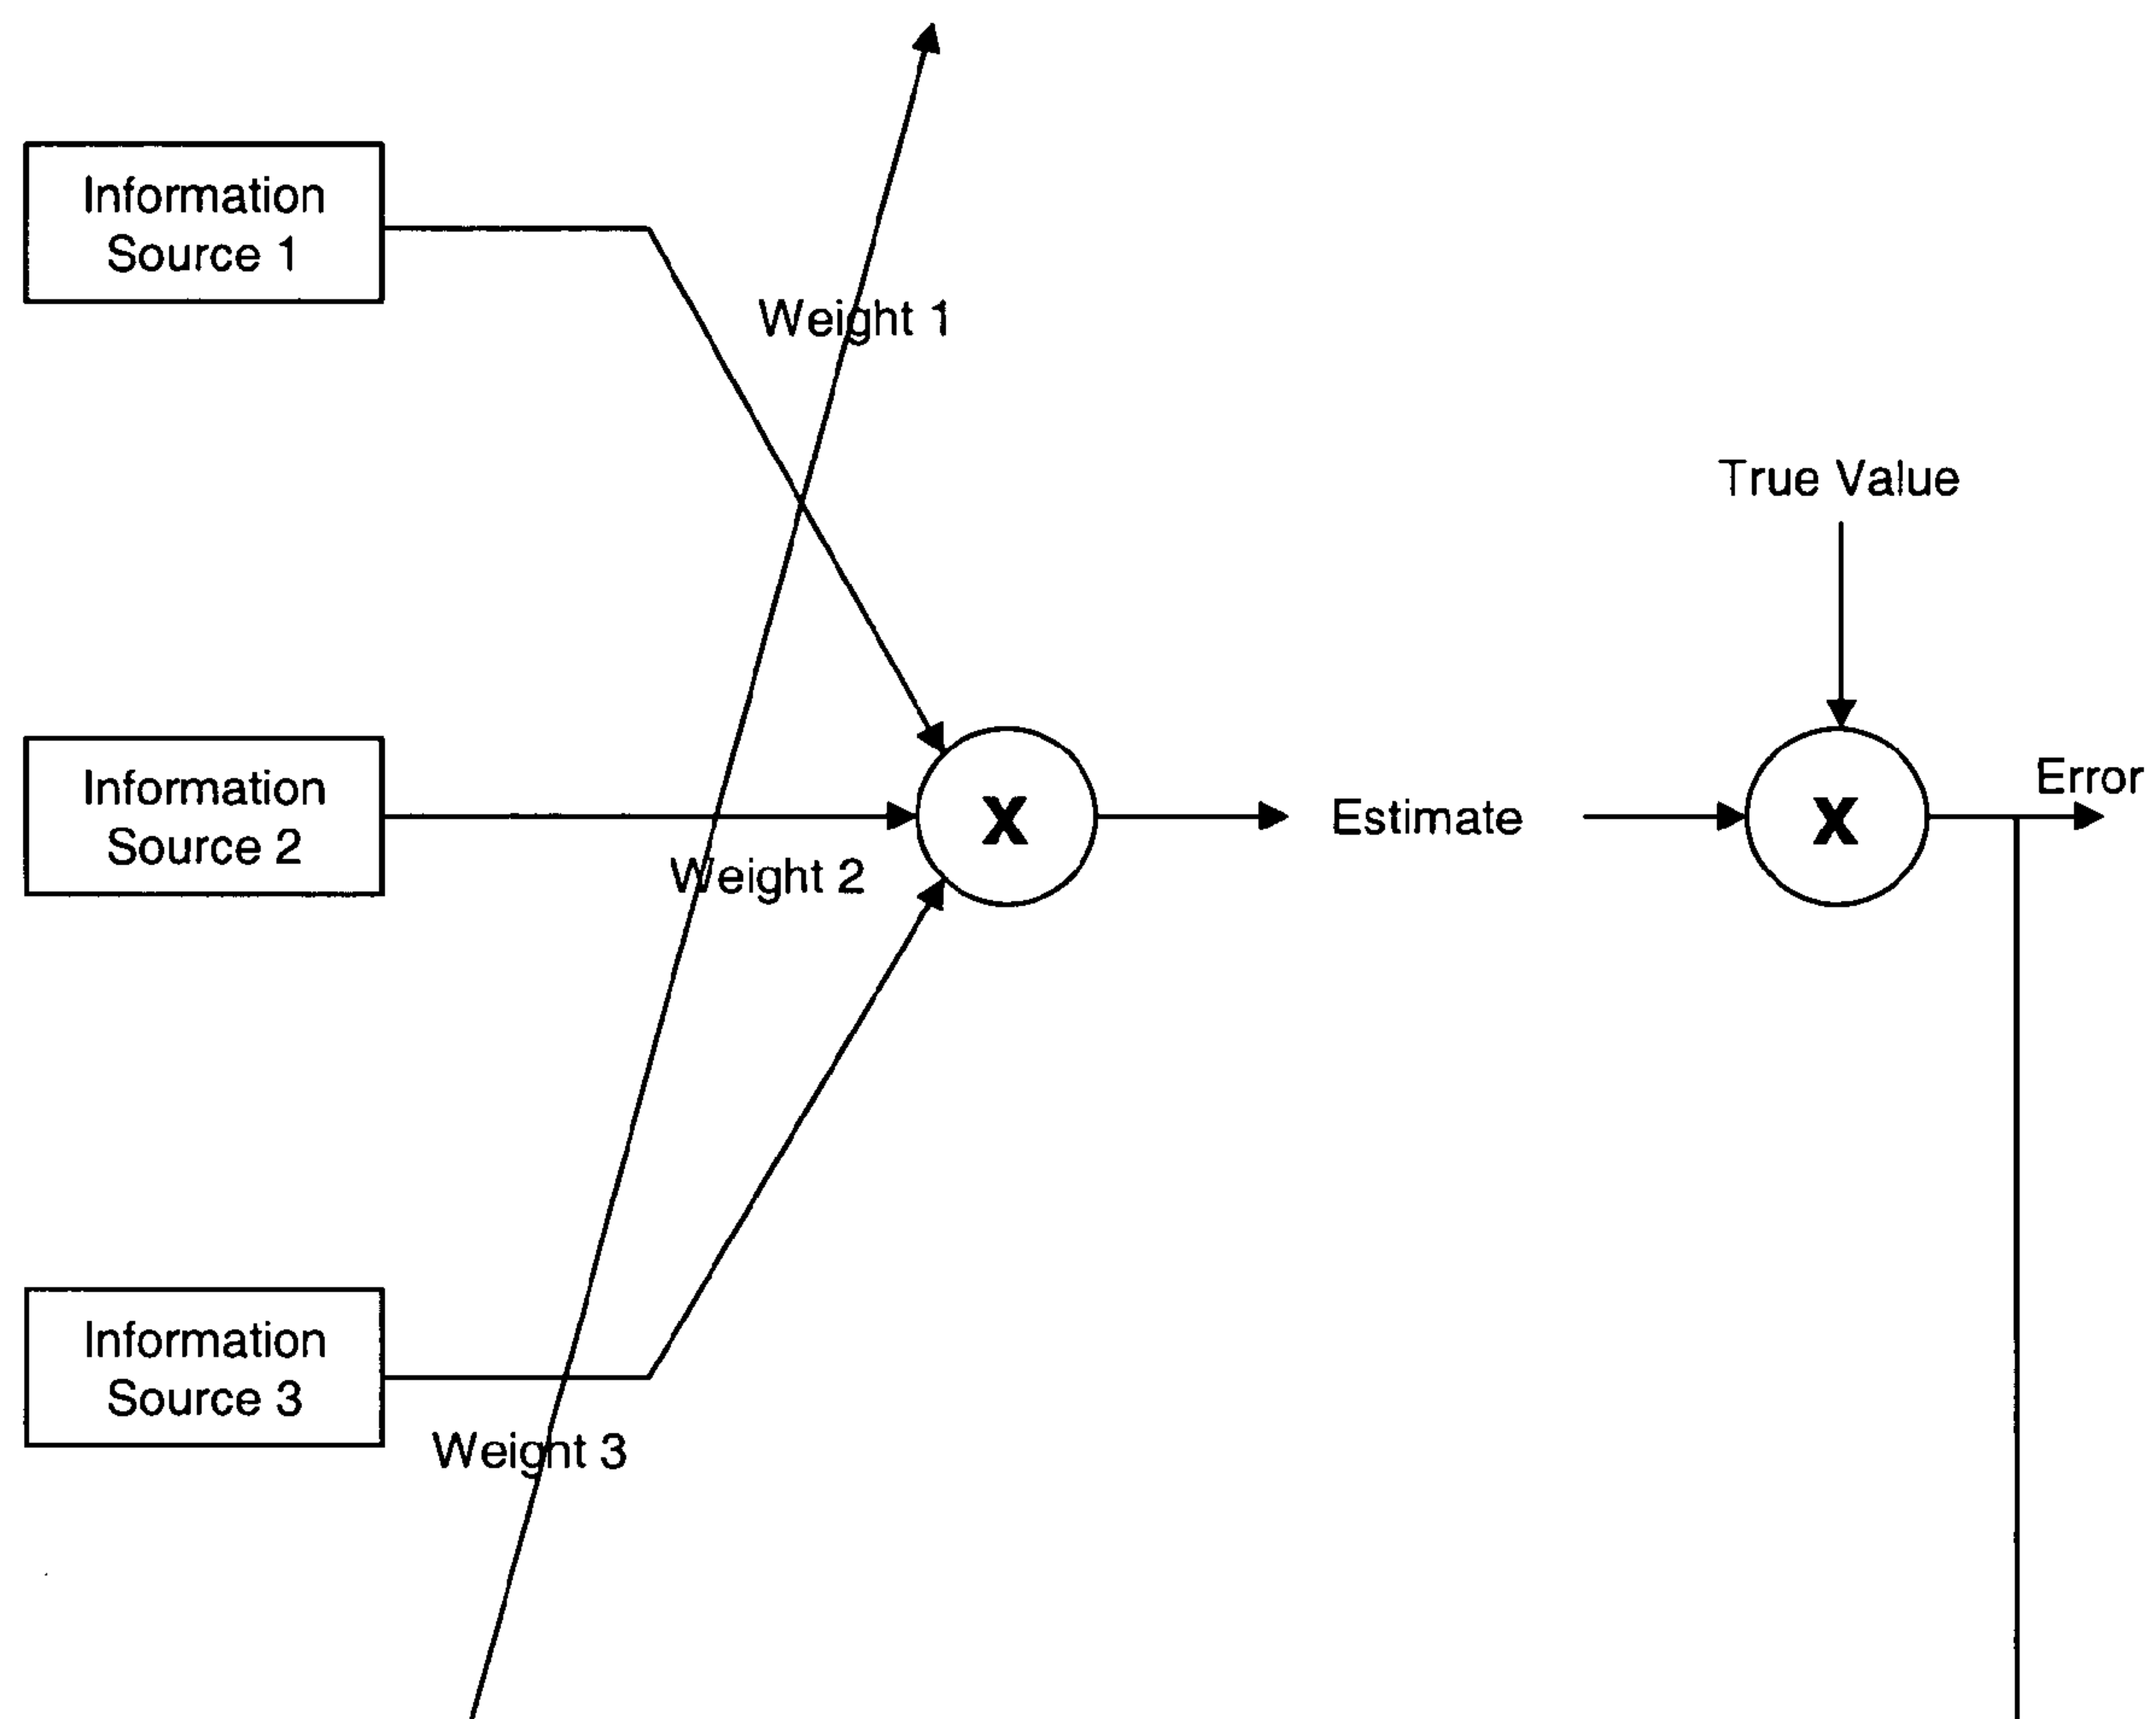 Information
Source 1
Weight 1
True Value
Information
Source 2
X
Estimate
X
Error
Weight 2
Information
Source 3
Weight 3